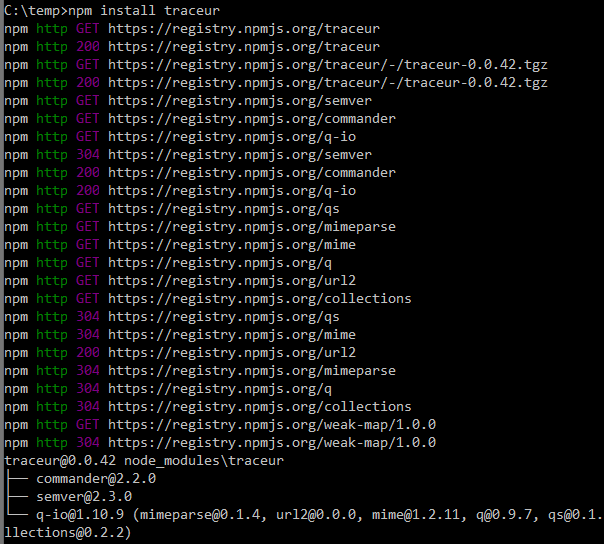 C:\temp>npm install traceur
npm http GET https://registry.npmjs.org/traceur
npm http 200 https://registry.npmjs.org/traceur
npm http GET https://registry.npmjs.org/traceur/-/traceur-0.0.42.tgz
npm http 200 https://registry.npmjs.org/traceur/-/traceur-0.0.42.tgz
npm http GET https://registry.npmjs.org/semver
npm http GET https://registry.npmjs.org/commander
npm http GET https://registry.npmjs.org/q-io
npm http 304 https://registry.npmjs.org/semver
npm http 200 https://registry.npmjs.org/commander
npm http 200 https://registry.npmjs.org/q-io
npm http GET https://registry.npmjs.org/qs
npm http GET https://registry.npmjs.org/mimeparse
npm http GET https://registry.npmjs.org/mime
npm http GET https://registry.npmjs.org/q
npm http GET https://registry.npmjs.org/url2
npm http GET https://registry.npmjs.org/collections
npm http 304 https://registry.npmjs.org/qs
npm http 304 https://registry.npmjs.org/mime
npm http 200 https://registry.npmjs.org/url2
npm http 304 https://registry.npmjs.org/mimeparse
npm http 304 https://registry.npmjs.org/q
npm http 304 https://registry.npmjs.org/collections
npm http GET https://registry.npmjs.org/weak-map/1.0.0
npm http 304 https://registry.npmjs.org/weak-map/1.0.0
traceur@0.0.42 node_modules\traceur
├── commander@2.2.0
├── semver@2.3.0
└── q-io@1.10.9 (mimeparse@0.1.4, url2@0.0.0, mime@1.2.11, q@0.9.7, qs@0.1.
llections@0.2.2)